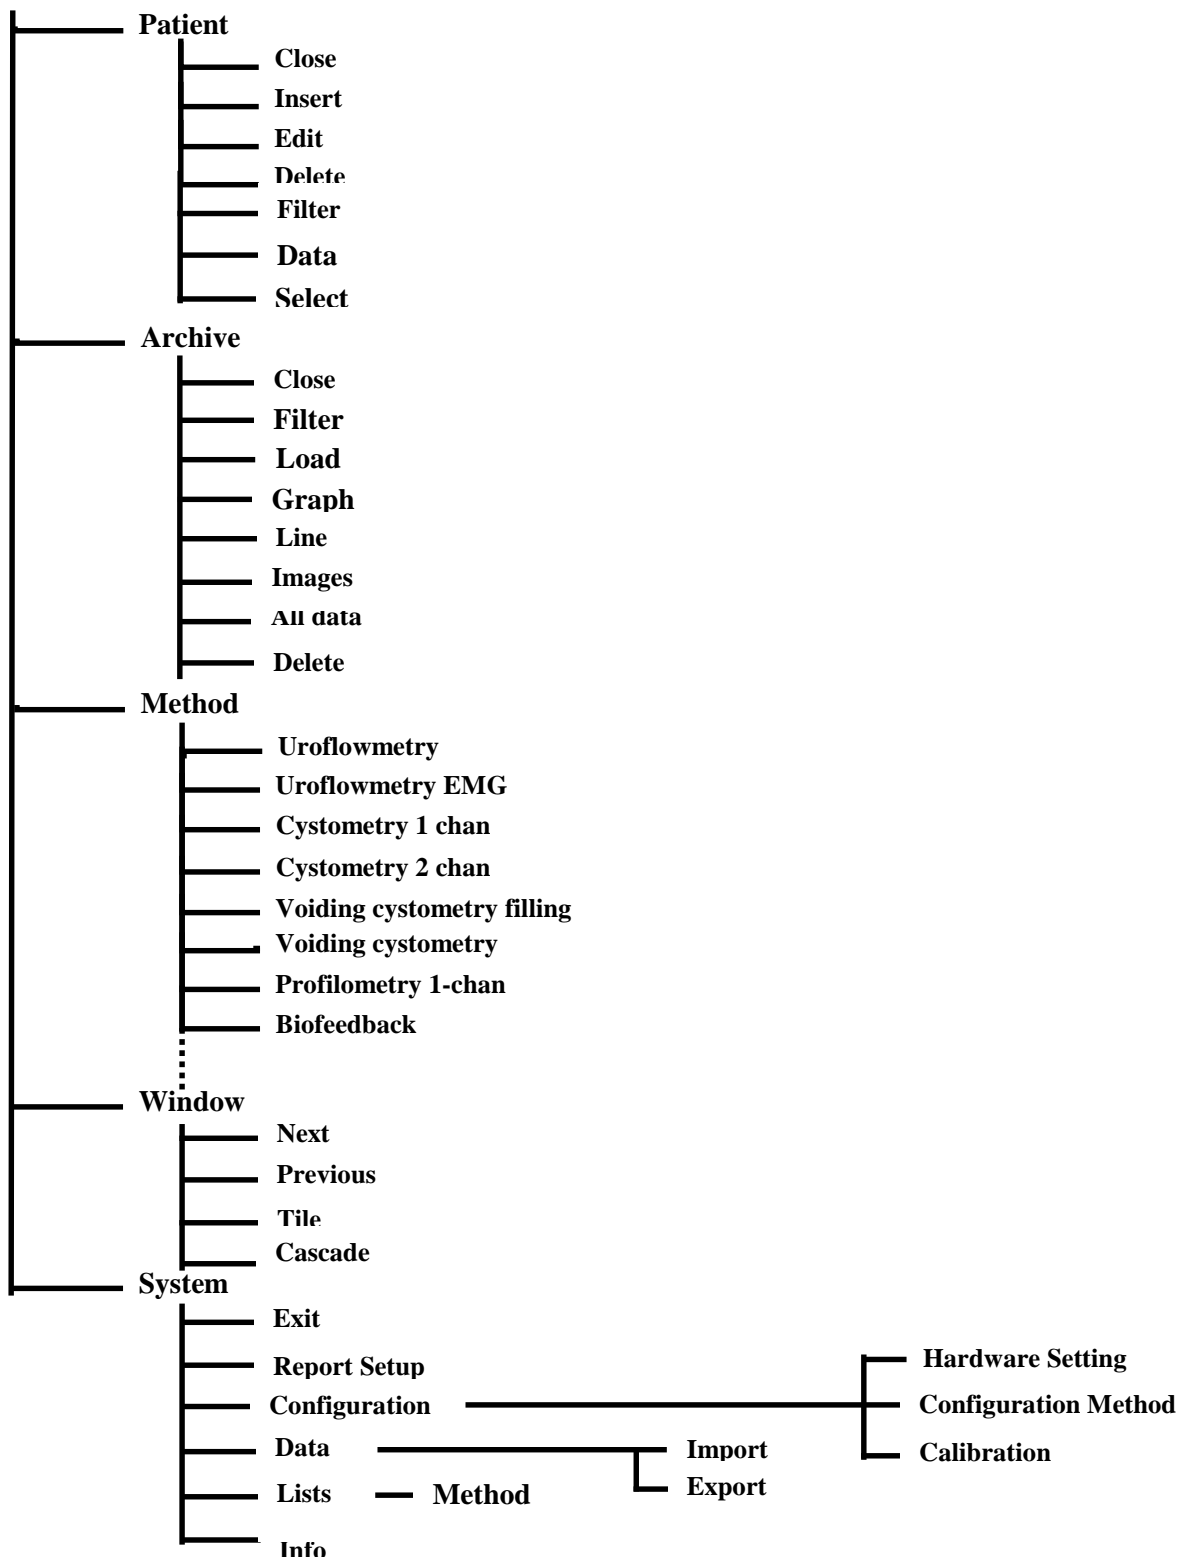 Patient
Close
Insert
Edit
Delete
Filter
Data
Select
Archive
Close
Filter
Load
Graph
Line
Images
All data
Delete
Method
Uroflowmetry
Uroflowmetry EMG
Cystometry 1 chan
Cystometry 2 chan
Voiding cystometry filling
Voiding cystometry
Profilometry 1-chan
Biofeedback
Window
Next
Previous
Tile
Cascade
System
Exit
Report Setup
Configuration
Hardware Setting
Configuration Method
Calibration
Data
Import
Export
Lists
Method
Info